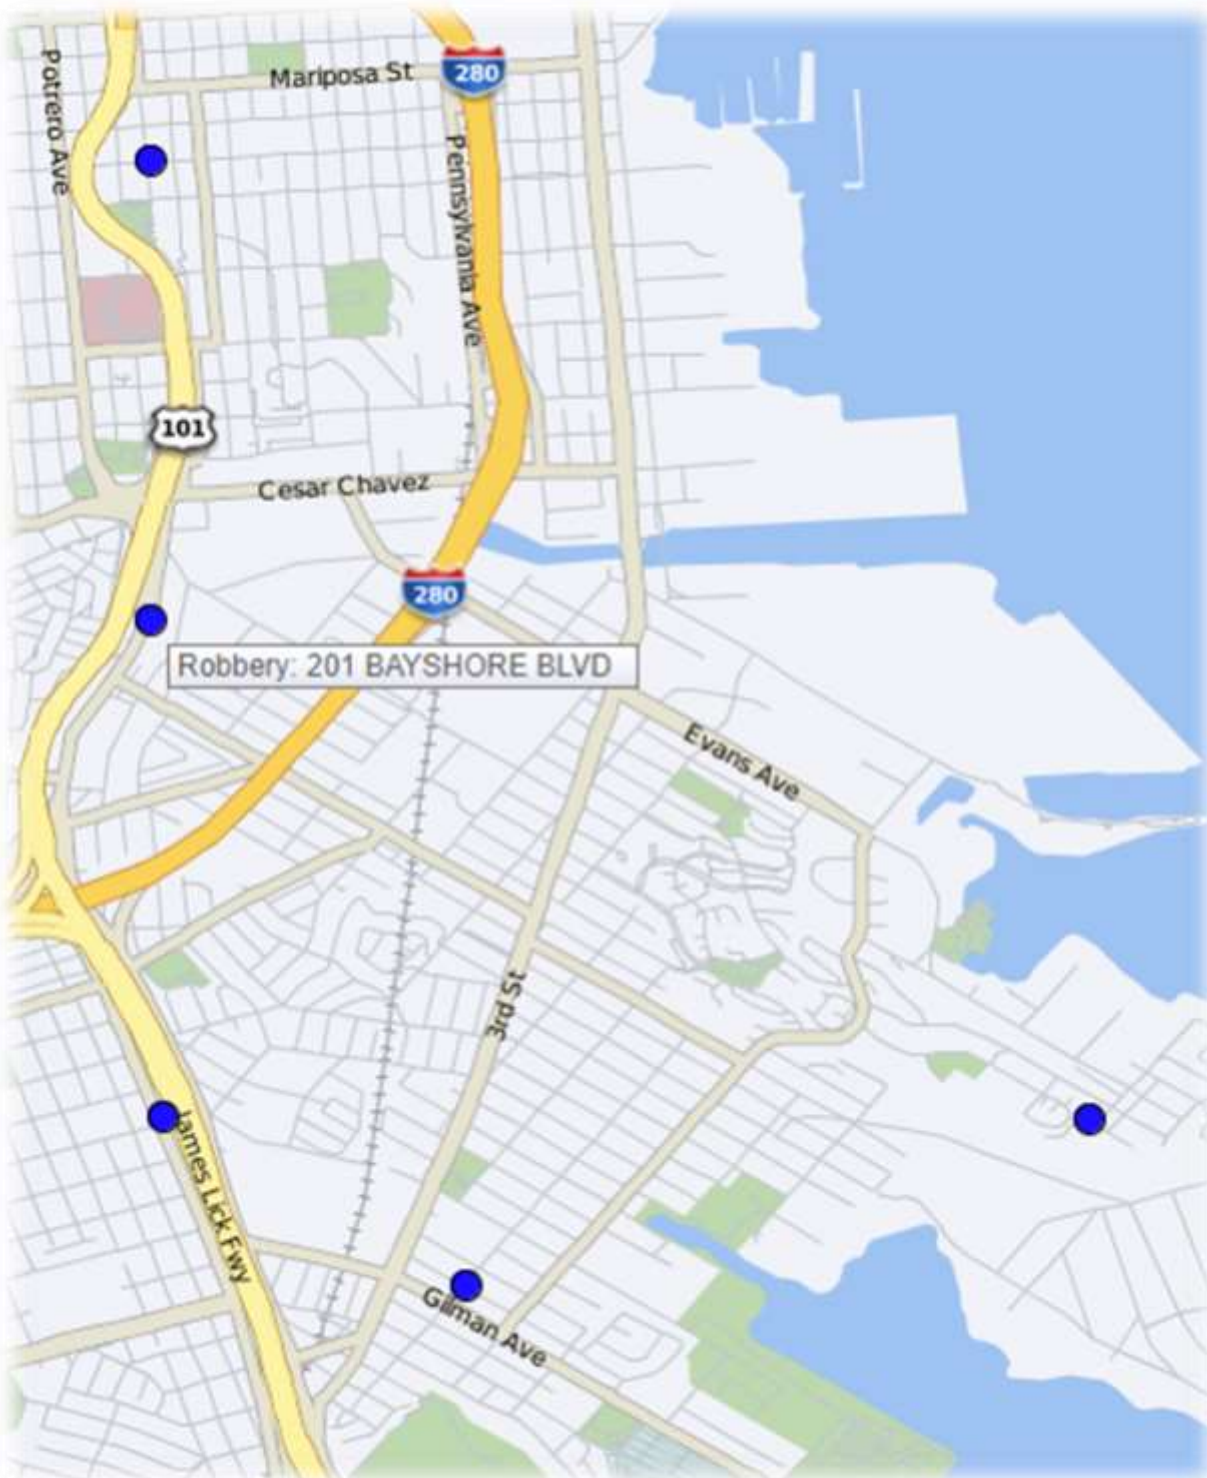 Potrero Ave
Mariposa St
280
Pennsylvania Ave
101
Cesar Chavez
280
Robbery: 201 BAYSHORE BLVD
Evans Ave
3rd St
James Lick Fwy
Gilman Ave